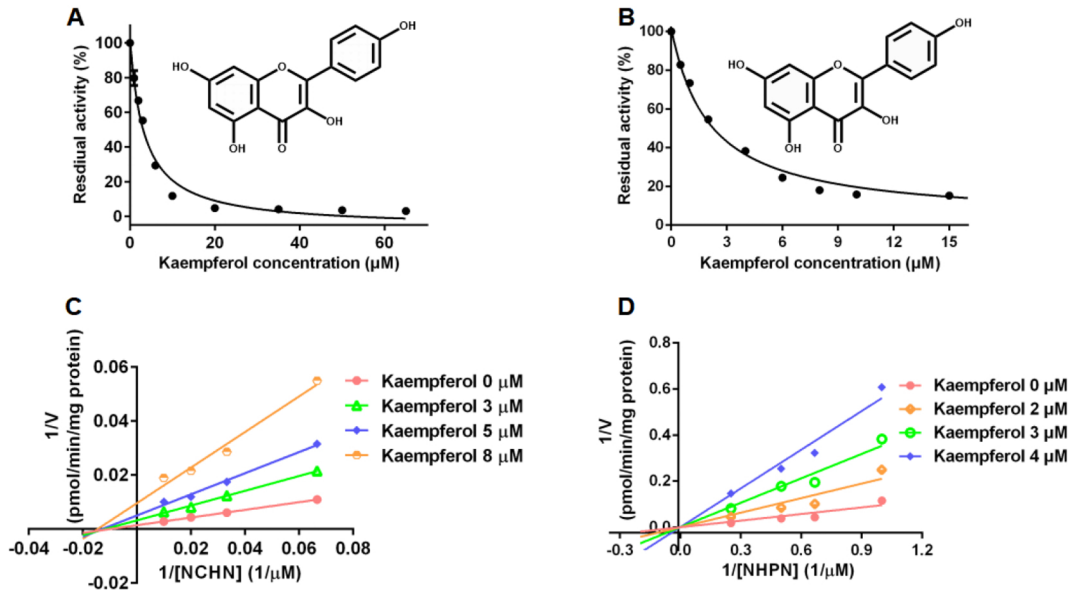 A
Resdiual activity (%)
100
80
60
40
20
0
0
20
40
60
Kaempferol concentration (µM)
HO
O
OH
OH
OH
O
B
Residual activity (%)
100
80
60
40
20
0
0
3
6
9
12
15
Kaempferol concentration (µM)
HO
O
OH
OH
OH
O
C
1/V
(pmol/min/mg protein)
0.06
0.04
0.02
-0.02
-0.04
-0.02
0.02
0.04
0.06
0.08
1/[NCHN] (1/µM)
Kaempferol 0 µM
Kaempferol 3 µM
Kaempferol 5 µM
Kaempferol 8 µM
D
1/V
(pmol/min/mg protein)
0.8
0.6
0.4
0.2
0.0
-0.3
0.0
0.3
0.6
0.9
1.2
1/[NHPN] (1/µM)
Kaempferol 0 µM
Kaempferol 2 µM
Kaempferol 3 µM
Kaempferol 4 µM